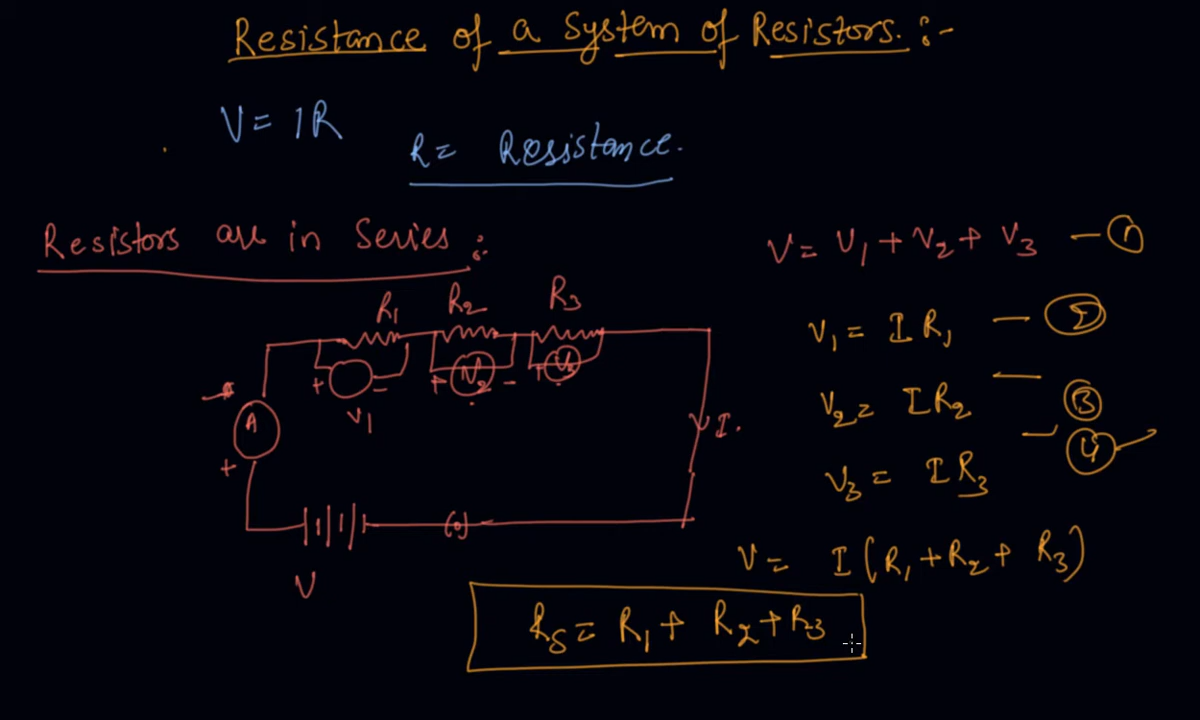 Resistance of a System of Resistors :-
V = IR
R = Resistance.
Resistors are in Series :
V = V1 + V2 + V3 — 1
R1 R2 R3
V1 = I R1 — 2
+ - + V2 - + V3
V1
V2 = I R2 — 3
A
I.
+
V3 = I R3 — 4
V
V = I (R1 + R2 + R3)
Rs = R1 + R2 + R3